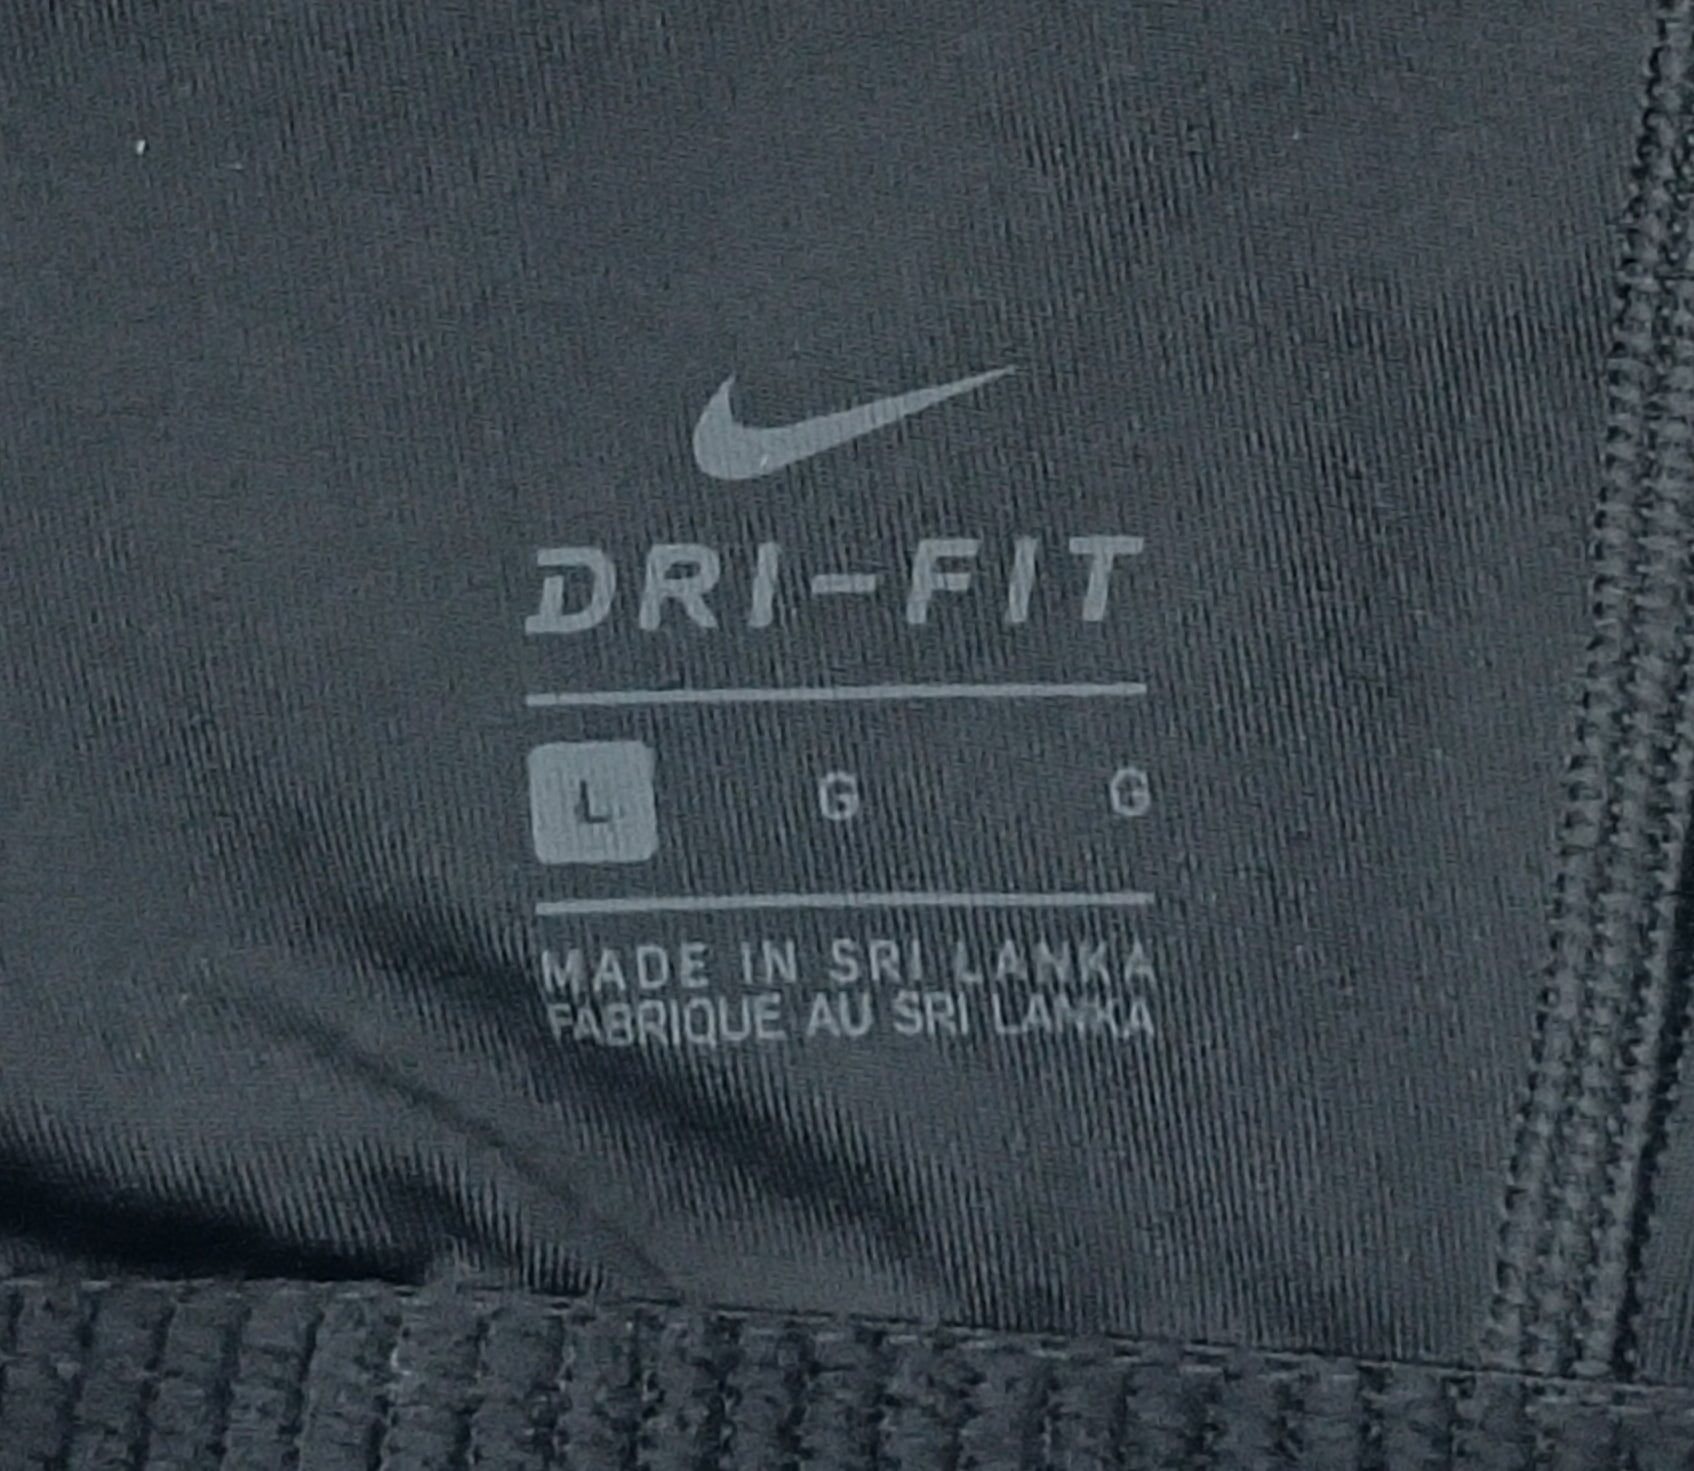 DRI-FIT
L G G
MADE IN SRI LANKA
FABRIQUE AU SRI LANKA